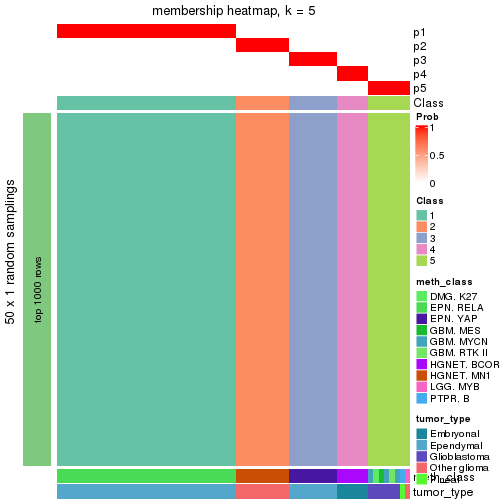 membership heatmap, k = 5
p1
p2
p3
p4
p5
Class
50 x 1 random samplings
top 1000 rows
Prob
1
0.5
0
Class
1
2
3
4
5
meth_class
DMG. K27
EPN. RELA
EPN. YAP
GBM. MES
GBM. MYCN
GBM. RTK II
HGNET. BCOR
HGNET. MN1
LGG. MYB
PTPR. B
tumor_type
Embryonal
Ependymal
Glioblastoma
Other glioma
Pineal
meth_class
tumor_type